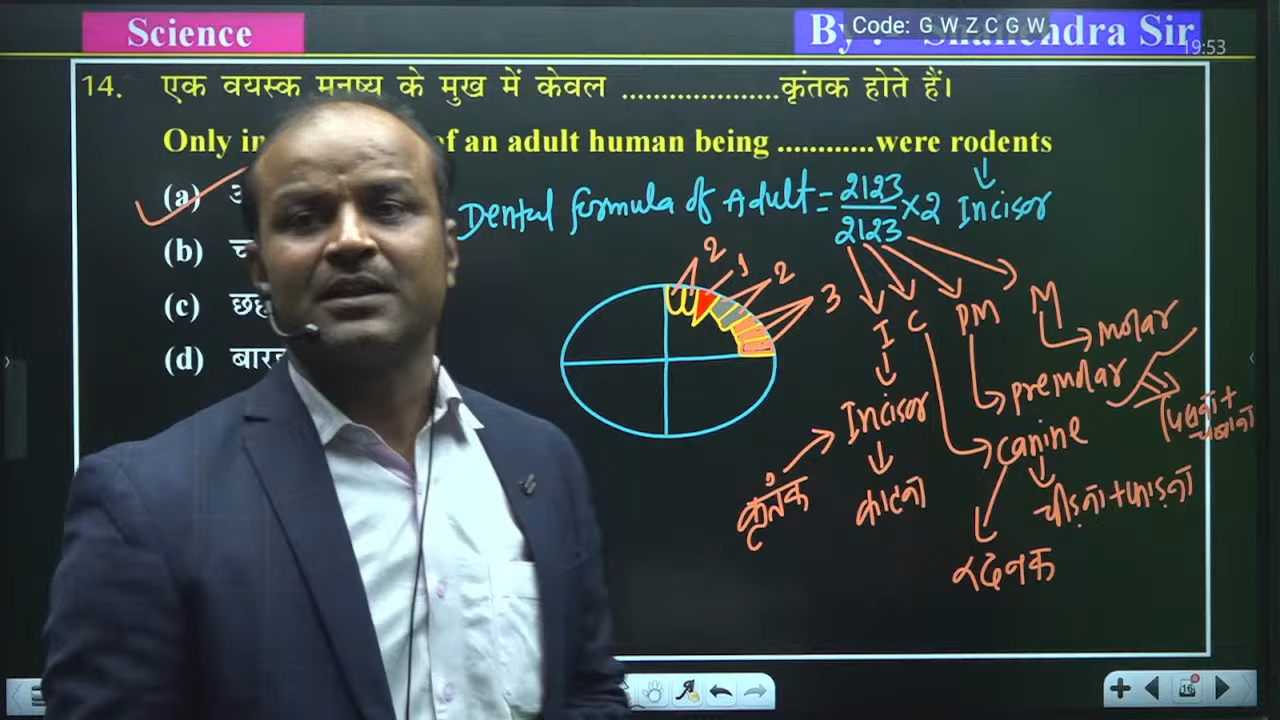 Science
By :
Code: G W Z C G W
ndra Sir
19:53
14. एक वयस्क मनुष्य के मुख में केवल ....................कृंतक होते हैं।
Only in
of an adult human being ............were rodents
(a)
(b)
(c)
(d)
Dental formula of Adult = 2123/2123 ×2
Incisor
2
1
2
3
I
C
PM
M
molar
premolar
Incisor
canine
कृंतक
काटना
चीड़ना+फाड़ना
रदनक
16